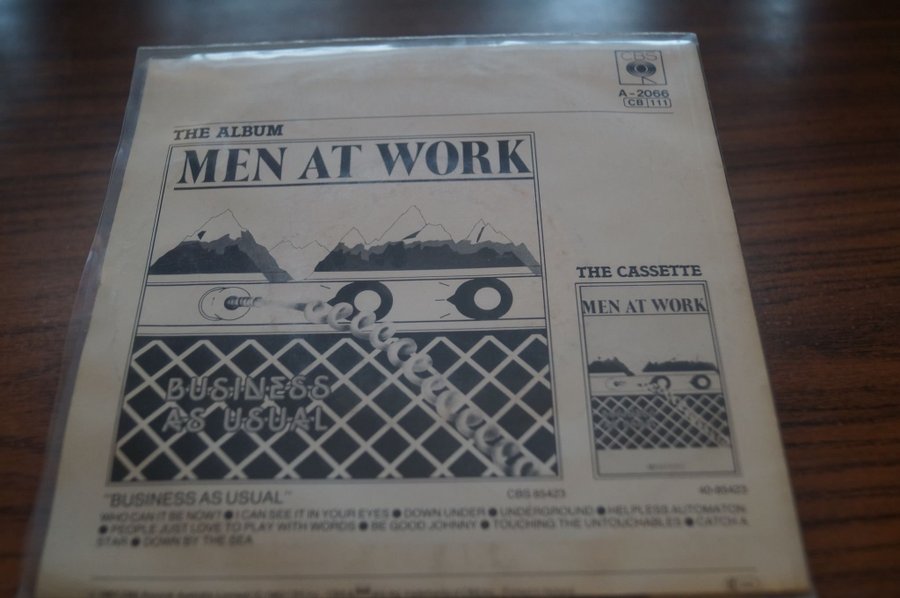 CBS
A-2066
CB 111
THE ALBUM
MEN AT WORK
BUSINESS
AS USUAL
THE CASSETTE
MEN AT WORK
"BUSINESS AS USUAL"
CBS 85423
40-85423
WHO CAN IT BE NOW? ● I CAN SEE IT IN YOUR EYES ● DOWN UNDER ● UNDERGROUND ● HELPLESS AUTOMATON
● PEOPLE JUST LOVE TO PLAY WITH WORDS ● BE GOOD JOHNNY ● TOUCHING THE UNTOUCHABLES ● CATCH A
STAR ● DOWN BY THE SEA